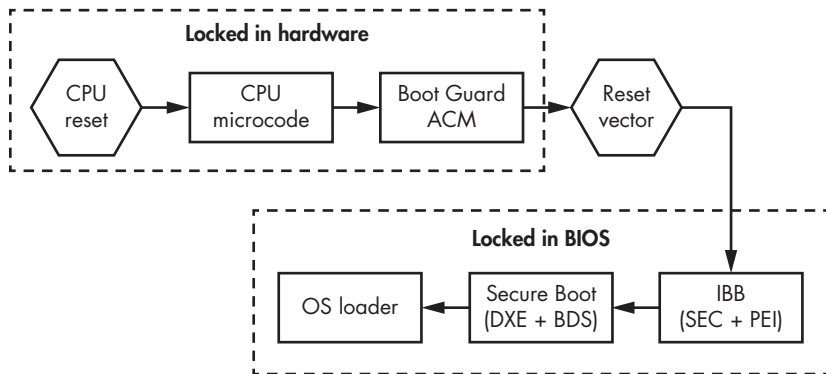 Locked in hardware
CPU
reset
CPU
microcode
Boot Guard
ACM
Reset
vector
Locked in BIOS
OS loader
Secure Boot
(DXE + BDS)
IBB
(SEC + PEI)